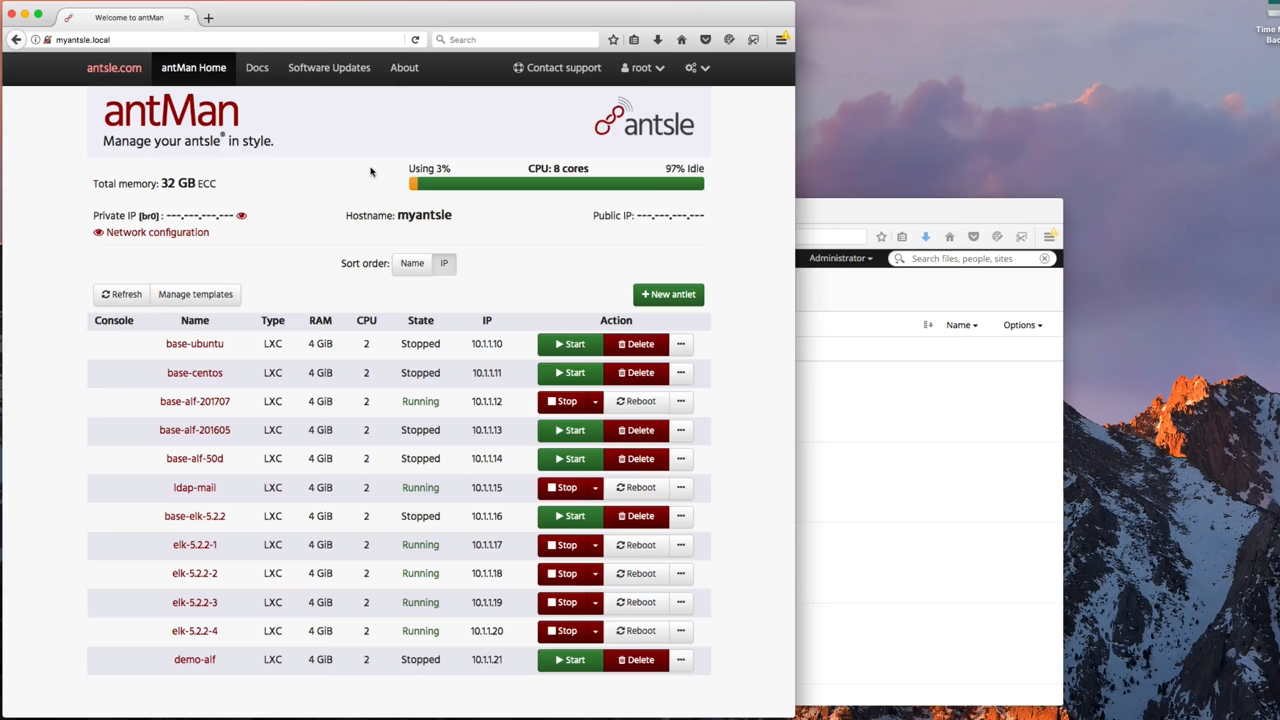 Welcome to antMan
myantsle.local
Search
antsle.com antMan Home Docs Software Updates About Contact support root
antMan
Manage your antsle® in style.
antsle
Using 3% CPU: 8 cores 97% Idle
Total memory: 32 GB ECC
Private IP [br0] : ---.---.---.--- Hostname: myantsle Public IP: ---.---.---.---
Network configuration
Sort order: Name IP
Refresh Manage templates + New antlet
Console Name Type RAM CPU State IP Action
base-ubuntu LXC 4 GiB 2 Stopped 10.1.1.10 Start Delete ...
base-centos LXC 4 GiB 2 Stopped 10.1.1.11 Start Delete ...
base-alf-201707 LXC 4 GiB 2 Running 10.1.1.12 Stop Reboot ...
base-alf-201605 LXC 4 GiB 2 Stopped 10.1.1.13 Start Delete ...
base-alf-50d LXC 4 GiB 2 Stopped 10.1.1.14 Start Delete ...
ldap-mail LXC 4 GiB 2 Running 10.1.1.15 Stop Reboot ...
base-elk-5.2.2 LXC 4 GiB 2 Stopped 10.1.1.16 Start Delete ...
elk-5.2.2-1 LXC 4 GiB 2 Running 10.1.1.17 Stop Reboot ...
elk-5.2.2-2 LXC 4 GiB 2 Running 10.1.1.18 Stop Reboot ...
elk-5.2.2-3 LXC 4 GiB 2 Running 10.1.1.19 Stop Reboot ...
elk-5.2.2-4 LXC 4 GiB 2 Running 10.1.1.20 Stop Reboot ...
demo-alf LXC 4 GiB 2 Stopped 10.1.1.21 Start Delete ...
Administrator Search files, people, sites
Name Options
Time